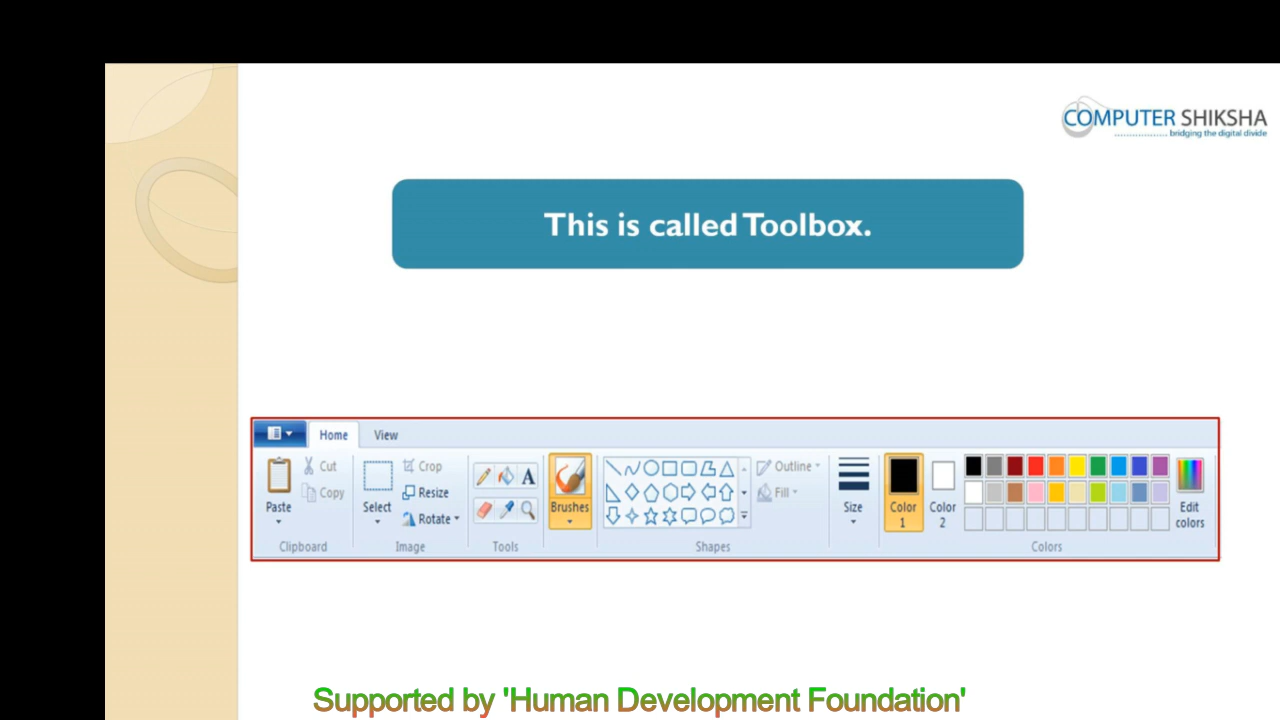 COMPUTER SHIKSHA
bridging the digital divide
This is called Toolbox.
Home View
Cut
Copy
Paste
Clipboard
Crop
Resize
Rotate
Select
Image
A
Tools
Brushes
Outline
Fill
Shapes
Size
Color 1
Color 2
Edit colors
Colors
Supported by 'Human Development Foundation'